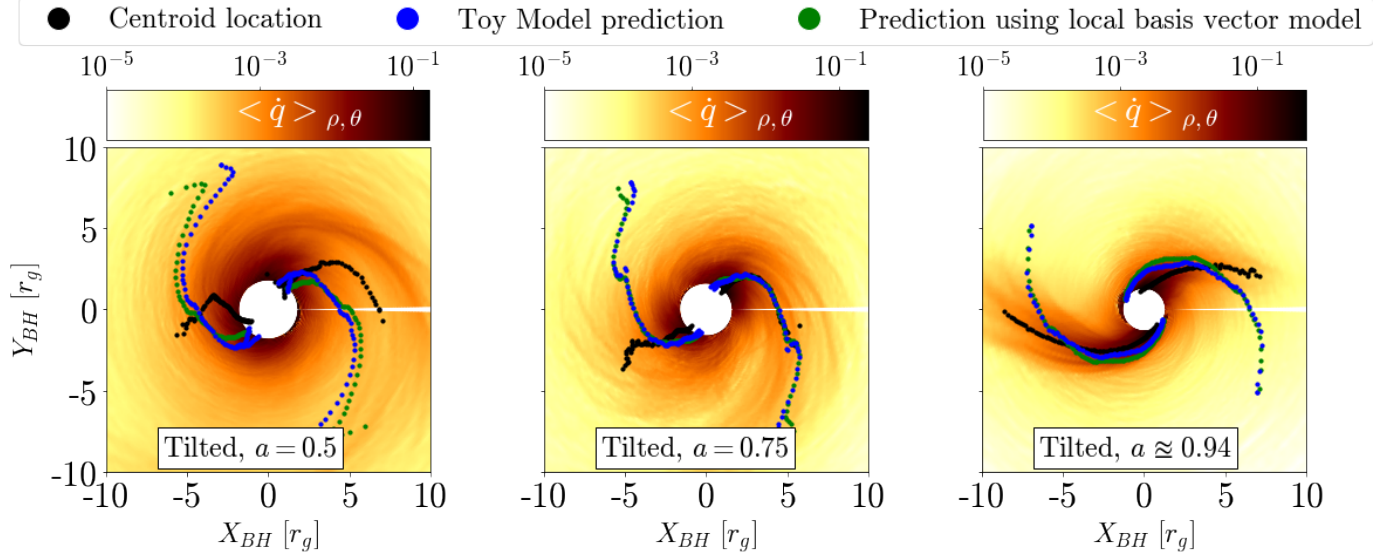 Centroid location Toy Model prediction Prediction using local basis vector model
10⁻⁵ 10⁻³ 10⁻¹ 10⁻⁵ 10⁻³ 10⁻¹ 10⁻⁵ 10⁻³ 10⁻¹
< q̇ > ρ, θ < q̇ > ρ, θ < q̇ > ρ, θ
10
5
0
-5
-10
Y_BH [r_g]
Tilted, a = 0.5 Tilted, a = 0.75 Tilted, a ≊ 0.94
-10 -5 0 5 10 -10 -5 0 5 10 -10 -5 0 5 10
X_BH [r_g] X_BH [r_g] X_BH [r_g]